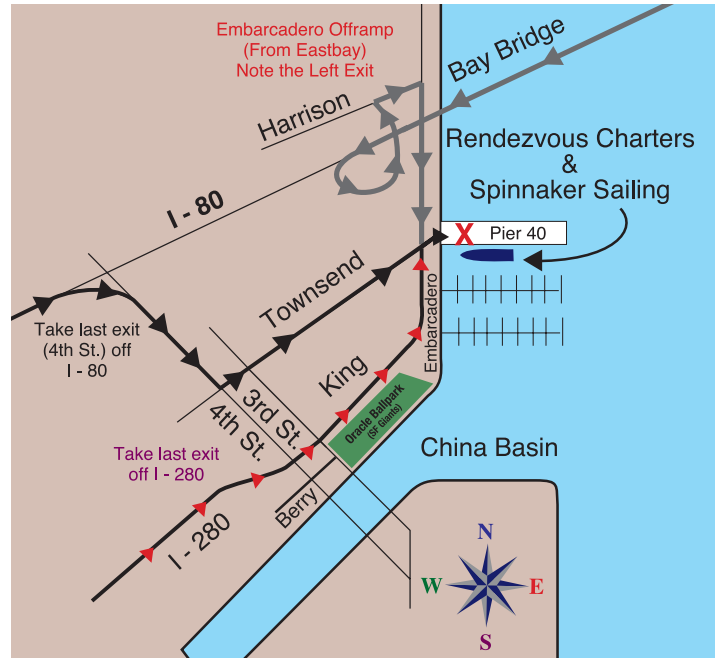 Embarcadero Offramp
(From Eastbay)
Note the Left Exit
Bay Bridge
Harrison
Rendezvous Charters
&
Spinnaker Sailing
I - 80
X
Pier 40
Townsend
Embarcadero
Take last exit
(4th St.) off
I - 80
King
3rd St.
4th St.
Oracle Ballpark
(SF Giants)
Take last exit
off I - 280
China Basin
Berry
I - 280
N
W
E
S